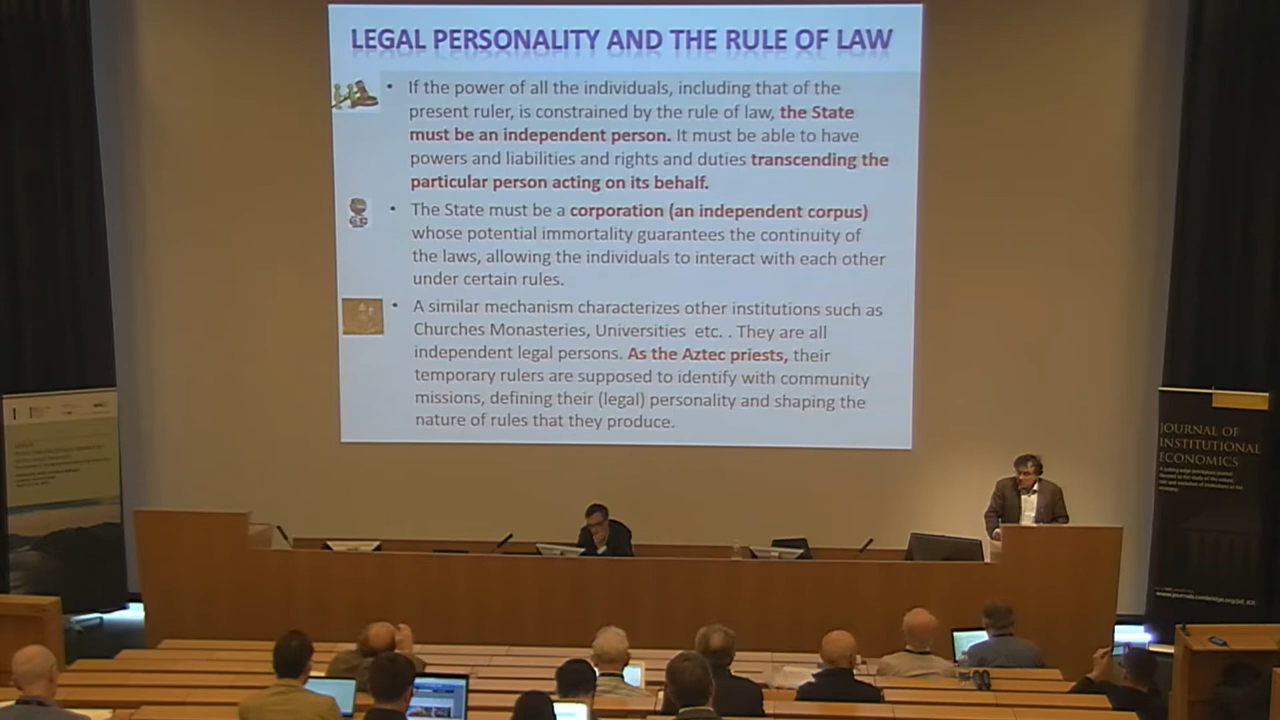 LEGAL PERSONALITY AND THE RULE OF LAW
• If the power of all the individuals, including that of the
present ruler, is constrained by the rule of law, the State
must be an independent person. It must be able to have
powers and liabilities and rights and duties transcending the
particular person acting on its behalf.
• The State must be a corporation (an independent corpus)
whose potential immortality guarantees the continuity of
the laws, allowing the individuals to interact with each other
under certain rules.
• A similar mechanism characterizes other institutions such as
Churches Monasteries, Universities etc. . They are all
independent legal persons. As the Aztec priests, their
temporary rulers are supposed to identify with community
missions, defining their (legal) personality and shaping the
nature of rules that they produce.
JOURNAL OF
INSTITUTIONAL
ECONOMICS